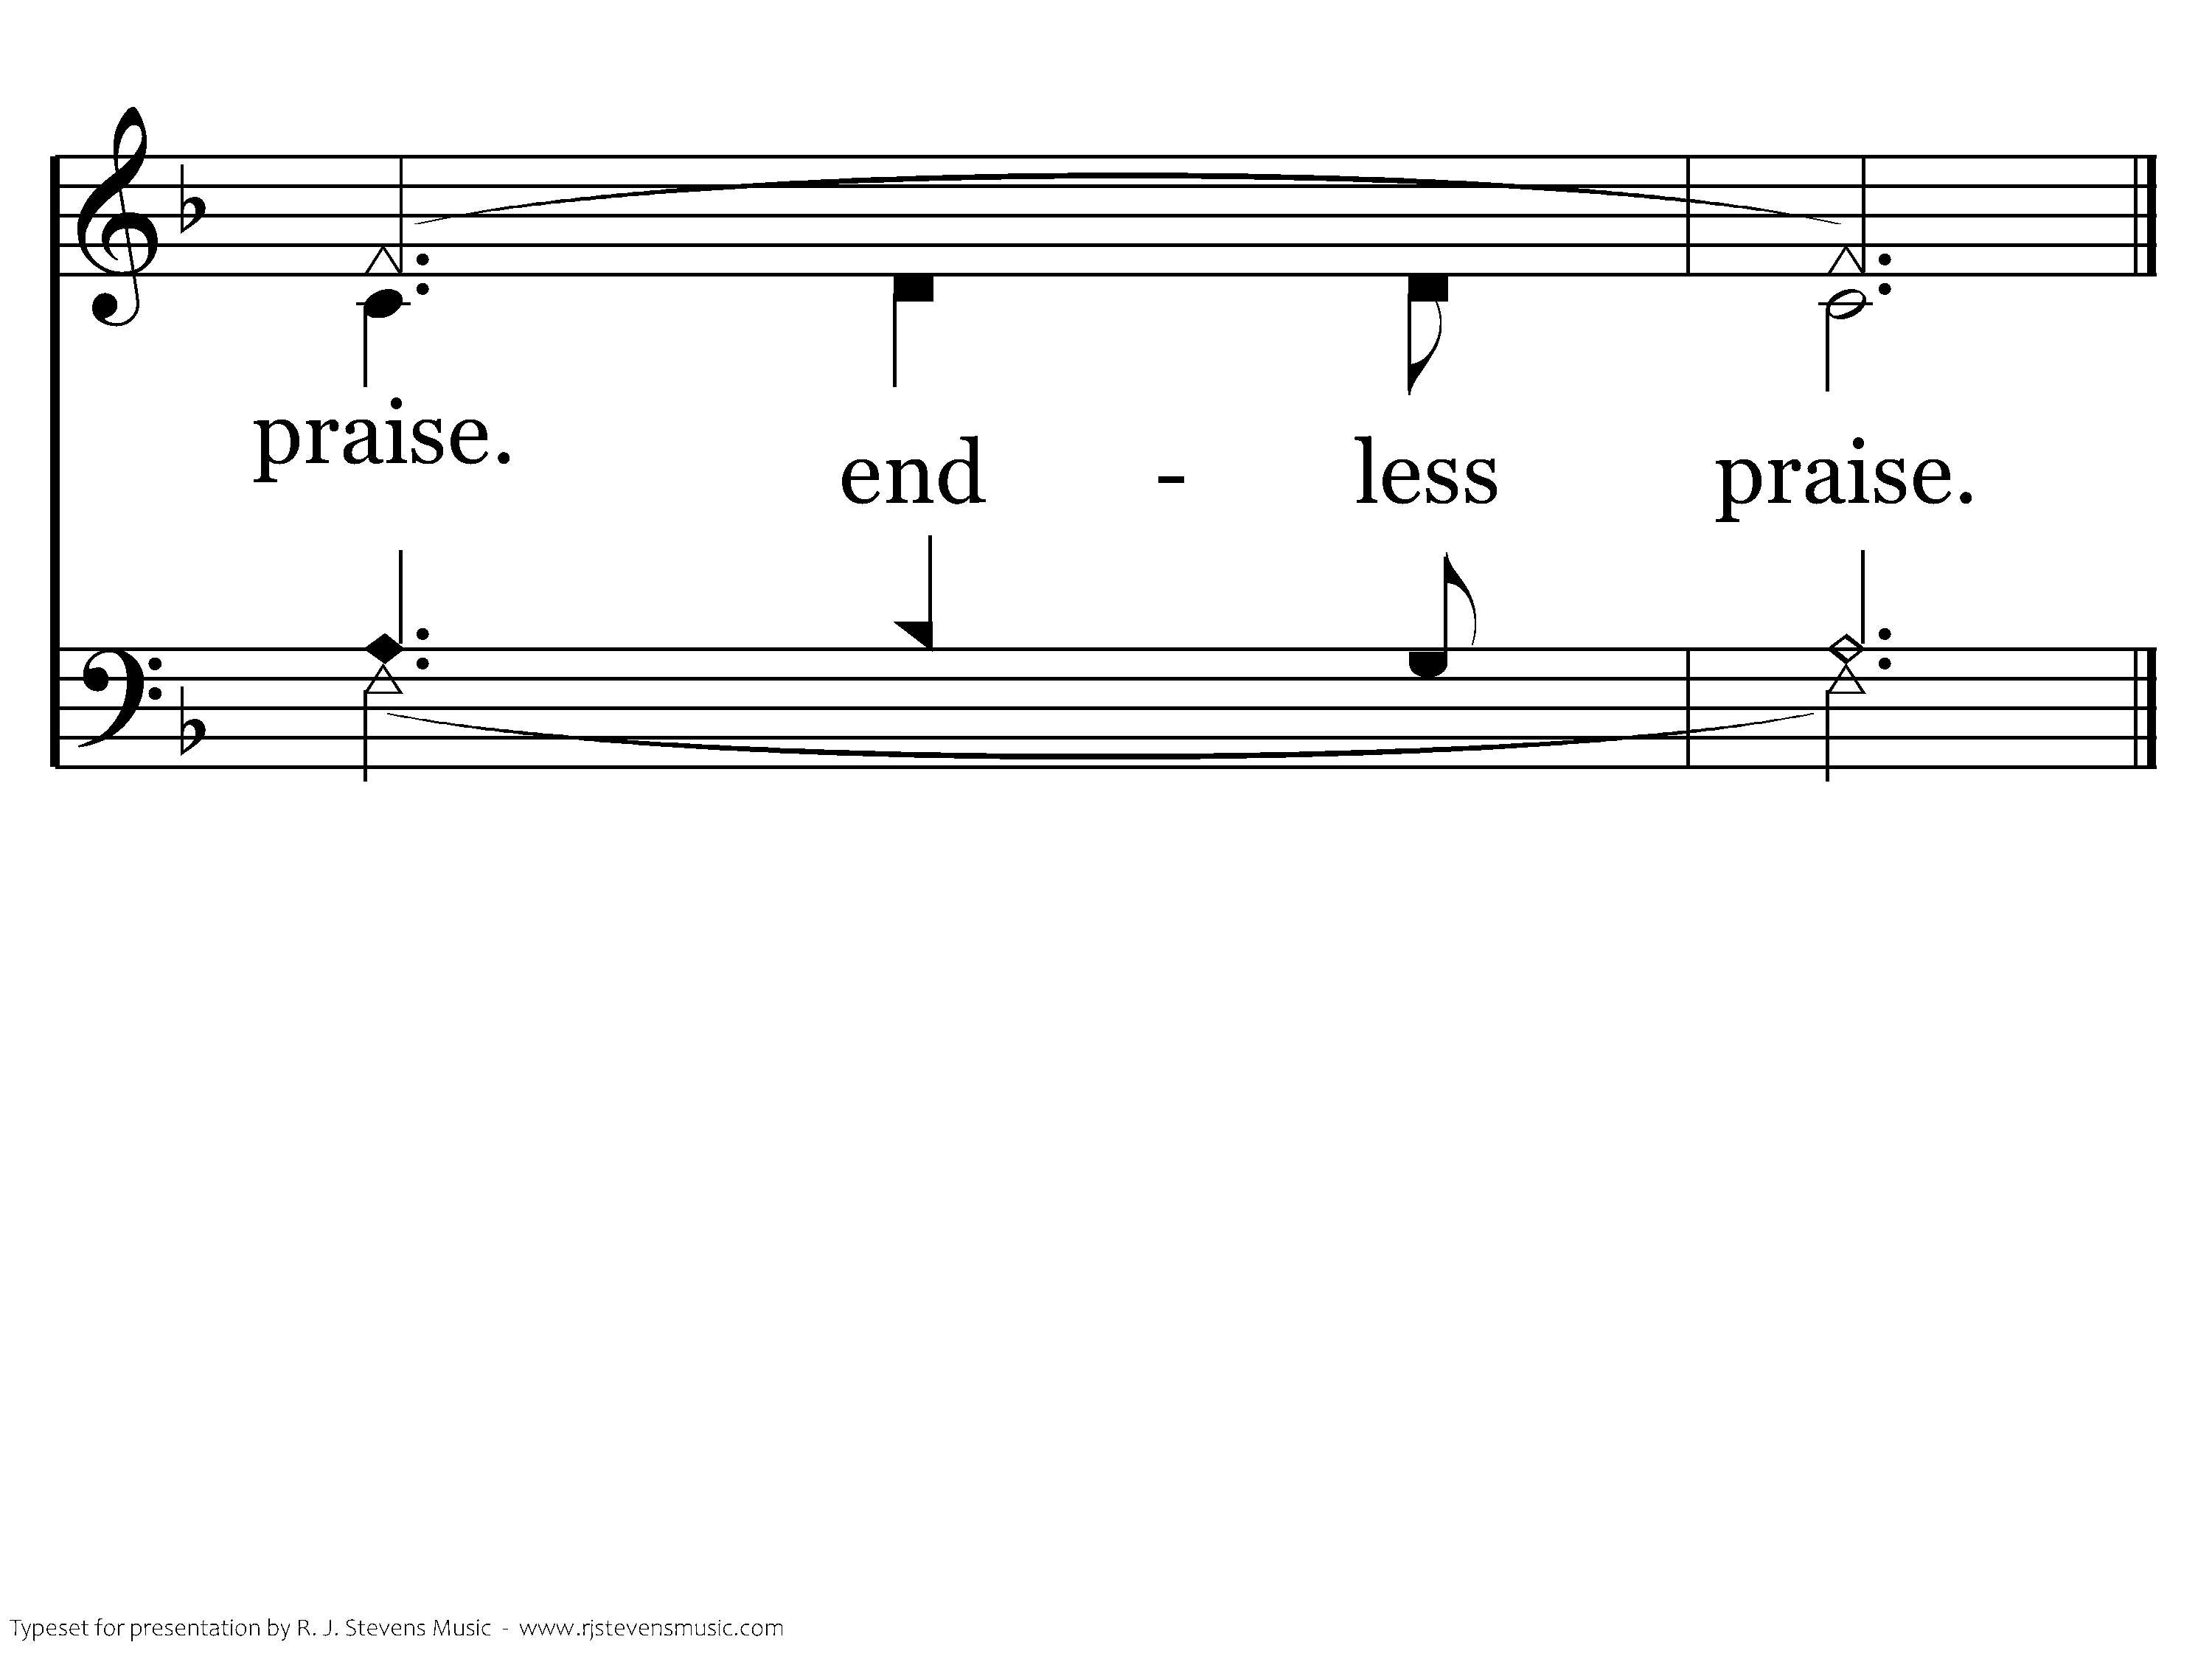 praise.
end - less praise.
Typeset for presentation by R. J. Stevens Music - www.rjstevensmusic.com